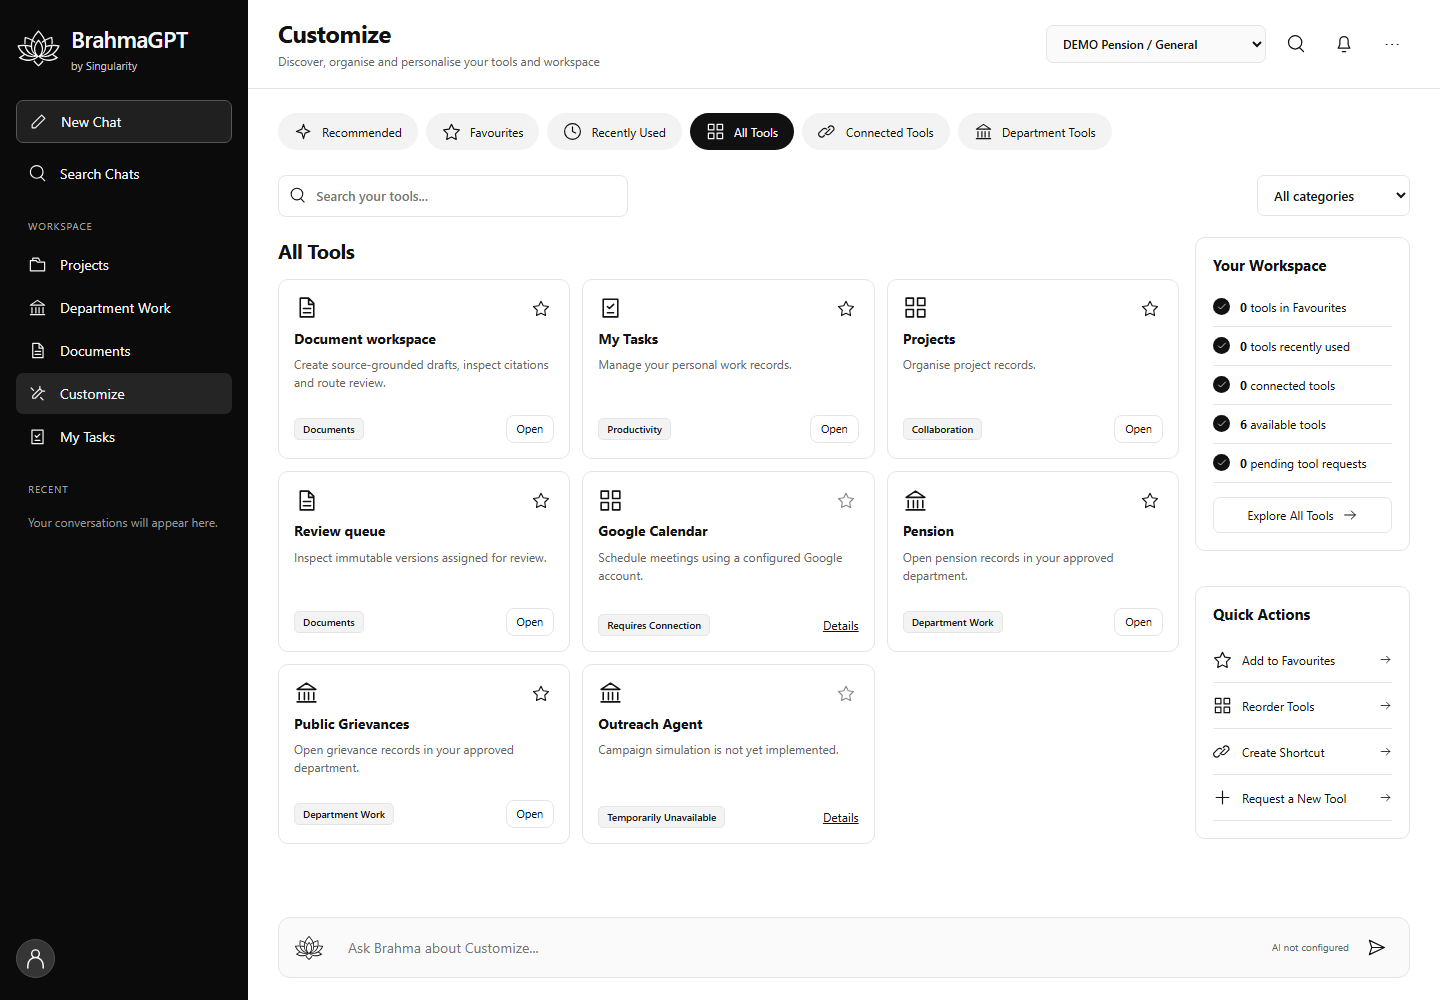 BrahmaGPT
by Singularity
New Chat
Search Chats
WORKSPACE
Projects
Department Work
Documents
Customize
My Tasks
RECENT
Your conversations will appear here.
Customize
Discover, organise and personalise your tools and workspace
DEMO Pension / General
Recommended
Favourites
Recently Used
All Tools
Connected Tools
Department Tools
Search your tools...
All categories
All Tools
Document workspace
Create source-grounded drafts, inspect citations
and route review.
Documents
Open
My Tasks
Manage your personal work records.
Productivity
Open
Projects
Organise project records.
Collaboration
Open
Review queue
Inspect immutable versions assigned for review.
Documents
Open
Google Calendar
Schedule meetings using a configured Google
account.
Requires Connection
Details
Pension
Open pension records in your approved
department.
Department Work
Open
Public Grievances
Open grievance records in your approved
department.
Department Work
Open
Outreach Agent
Campaign simulation is not yet implemented.
Temporarily Unavailable
Details
Your Workspace
0 tools in Favourites
0 tools recently used
0 connected tools
6 available tools
0 pending tool requests
Explore All Tools
Quick Actions
Add to Favourites
Reorder Tools
Create Shortcut
Request a New Tool
Ask Brahma about Customize...
AI not configured